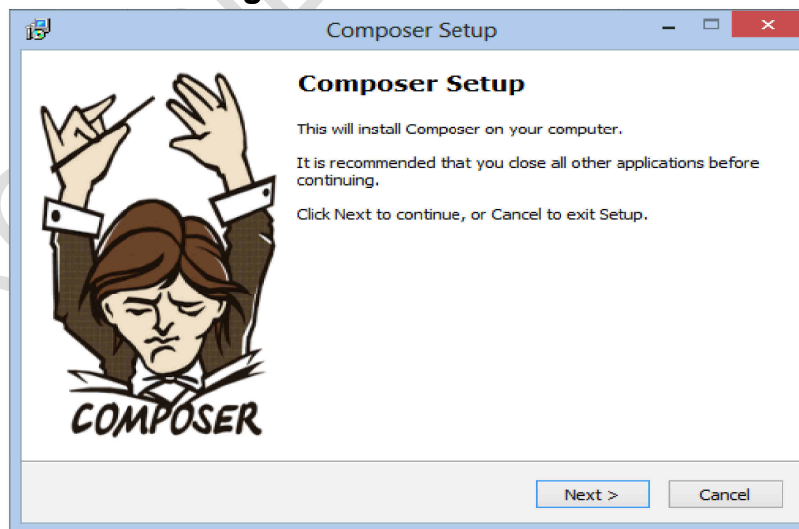 Composer Setup
Composer Setup
This will install Composer on your computer.
It is recommended that you close all other applications before
continuing.
Click Next to continue, or Cancel to exit Setup.
COMPOSER
Next >
Cancel